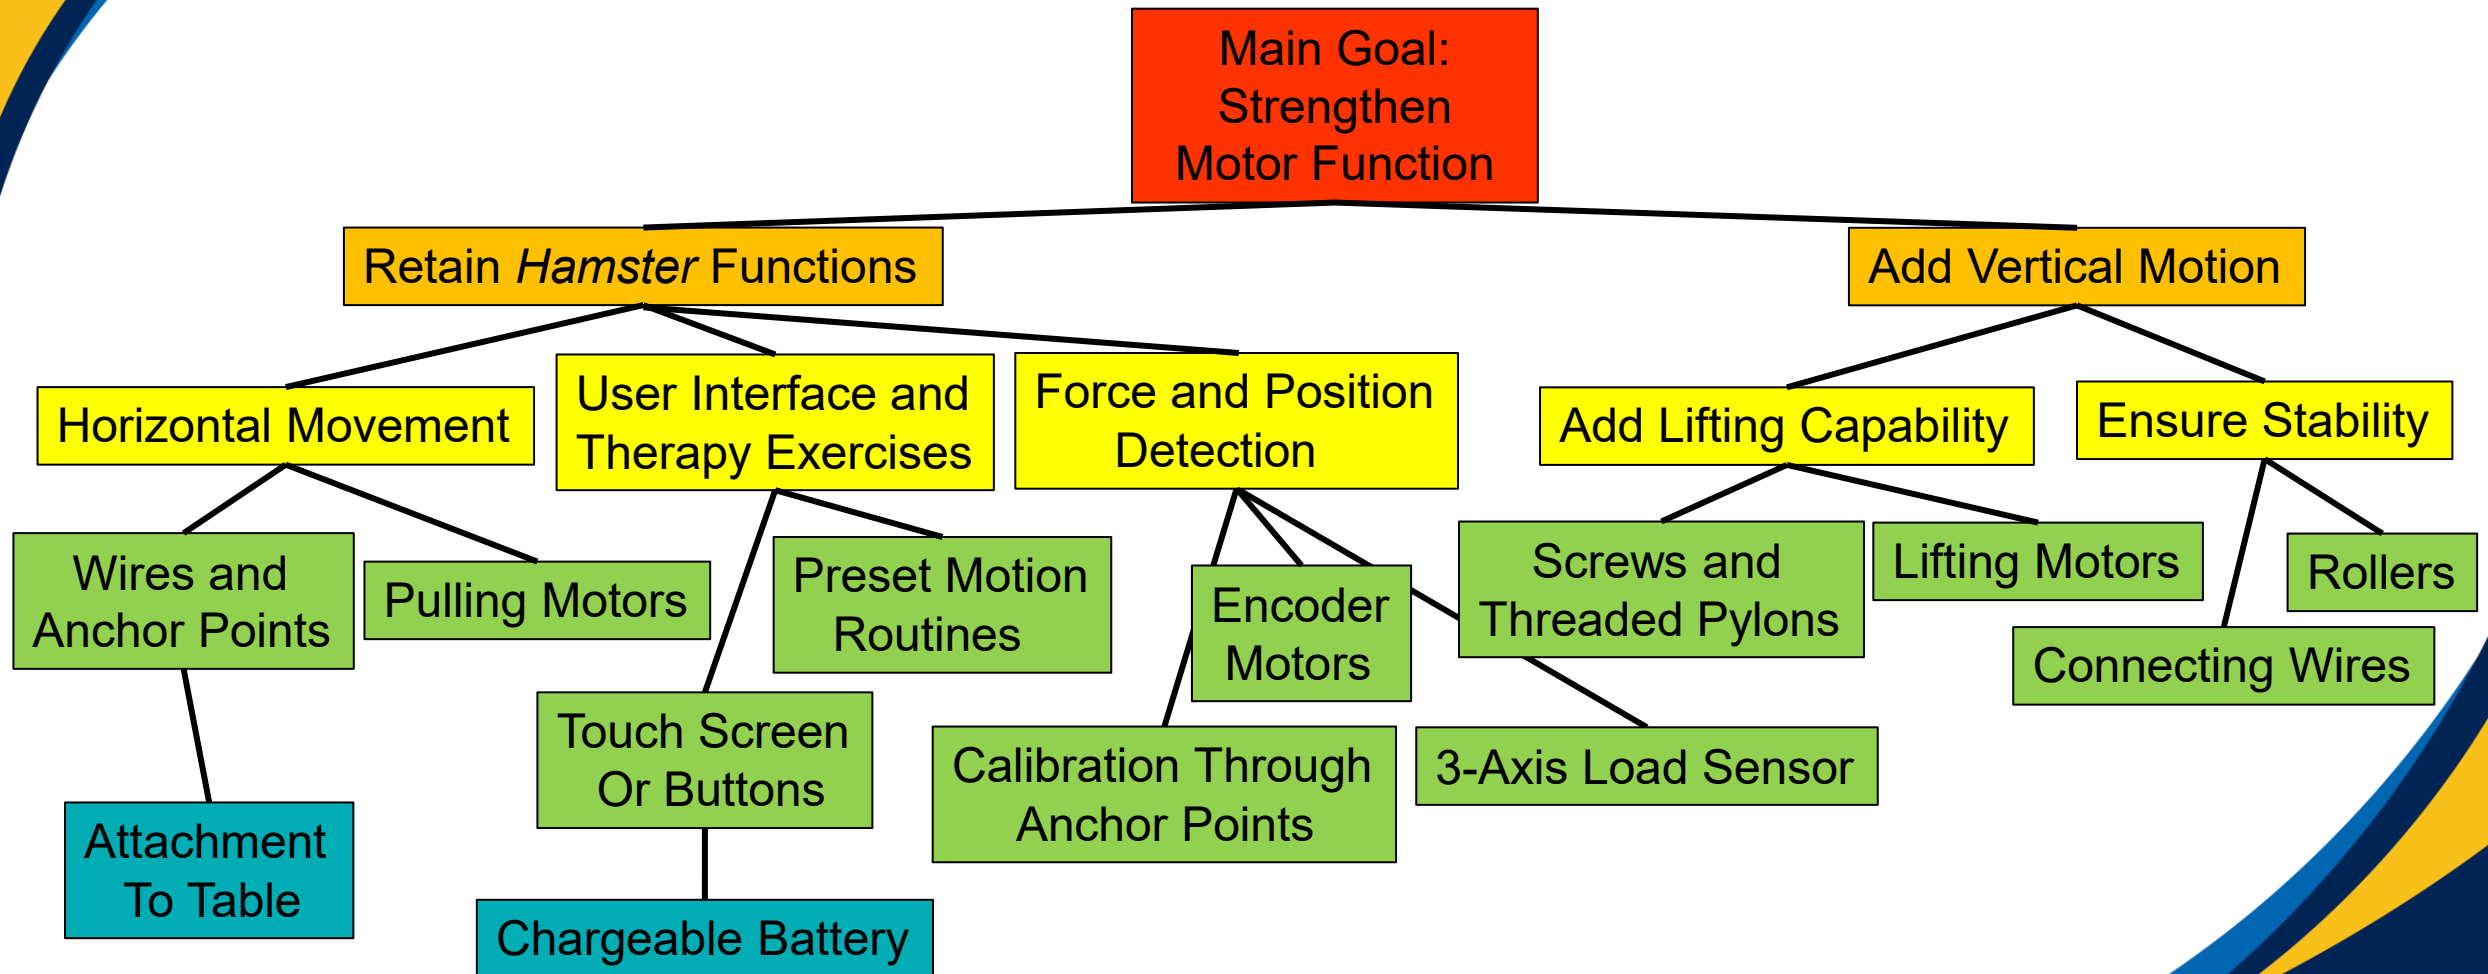 Main Goal:
Strengthen
Motor Function
Retain Hamster Functions
Add Vertical Motion
Horizontal Movement
User Interface and
Therapy Exercises
Force and Position
Detection
Add Lifting Capability
Ensure Stability
Wires and
Anchor Points
Pulling Motors
Preset Motion
Routines
Encoder
Motors
Screws and
Threaded Pylons
Lifting Motors
Rollers
Connecting Wires
Touch Screen
Or Buttons
Calibration Through
Anchor Points
3-Axis Load Sensor
Attachment
To Table
Chargeable Battery